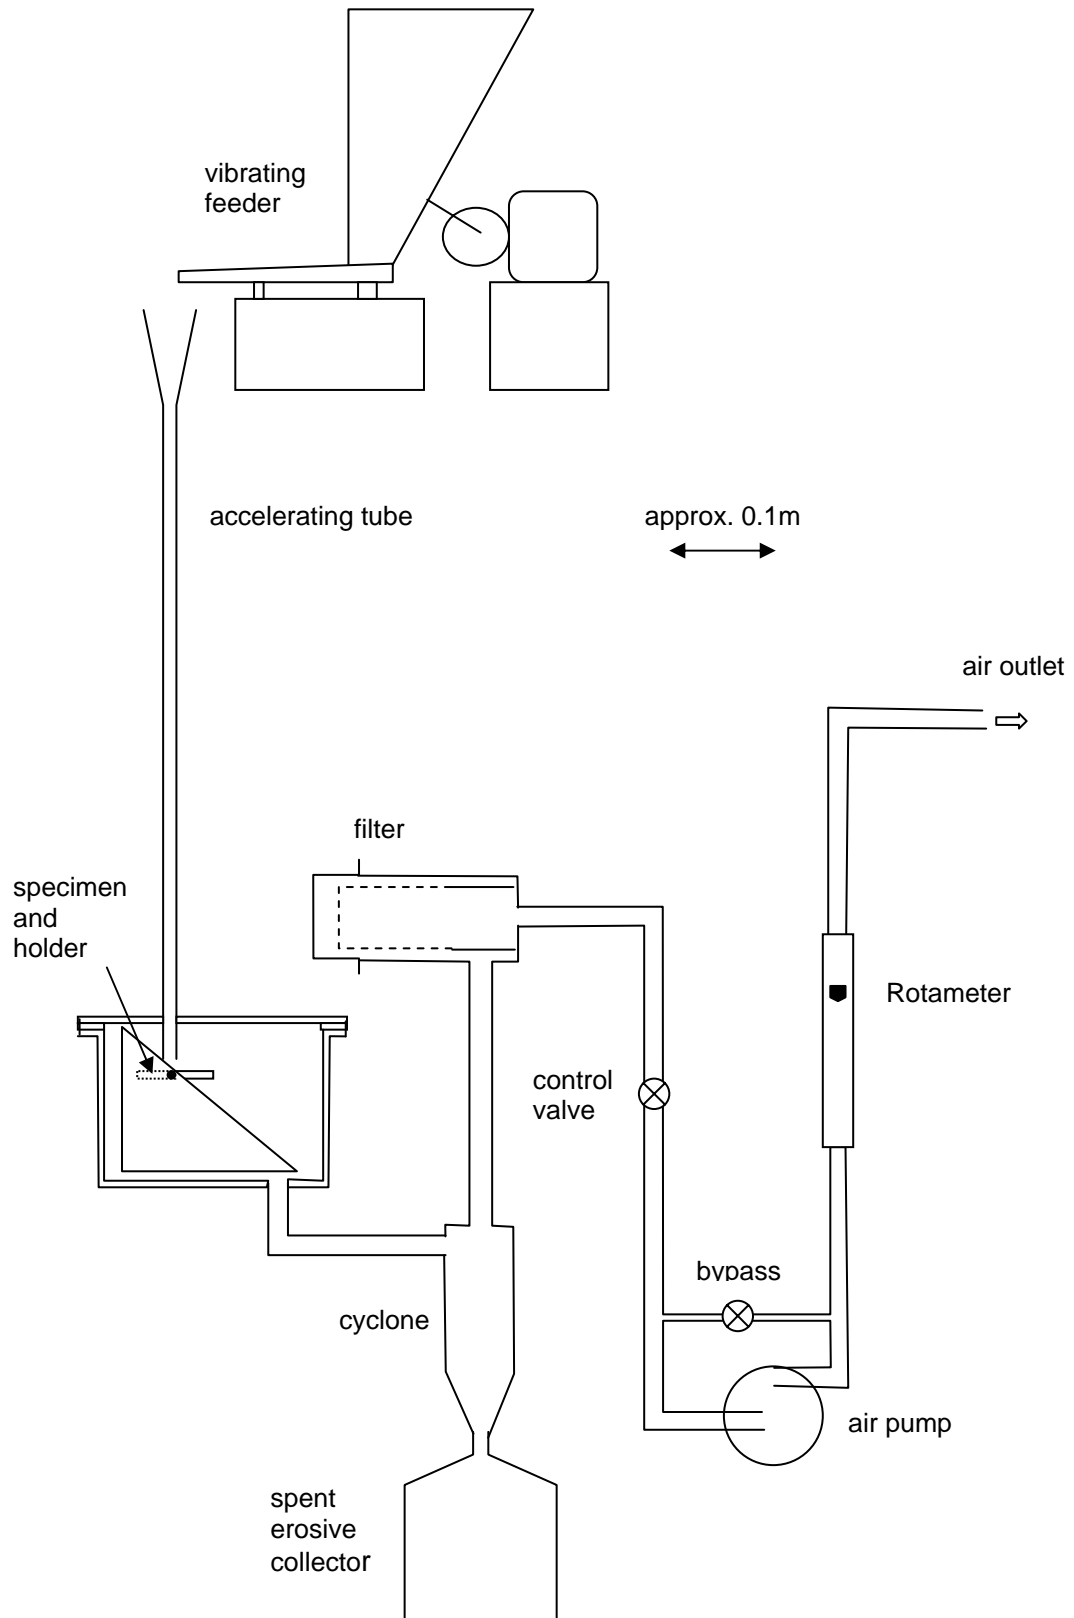 vibrating
feeder
accelerating tube
approx. 0.1m
air outlet
filter
specimen
and
holder
Rotameter
control
valve
bypass
cyclone
air pump
spent
erosive
collector